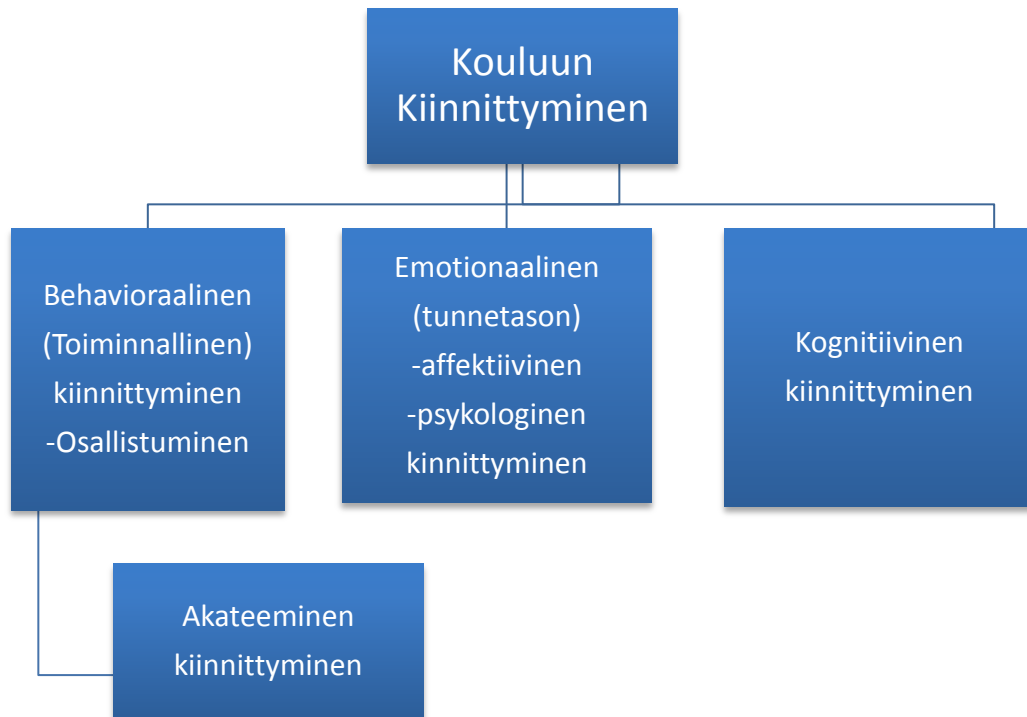 Kouluun
Kiinnittyminen
Behavioraalinen
(Toiminnallinen)
kiinnittyminen
-Osallistuminen
Emotionaalinen
(tunnetason)
-affektiivinen
-psykologinen
kinnittyminen
Kognitiivinen
kiinnittyminen
Akateeminen
kiinnittyminen